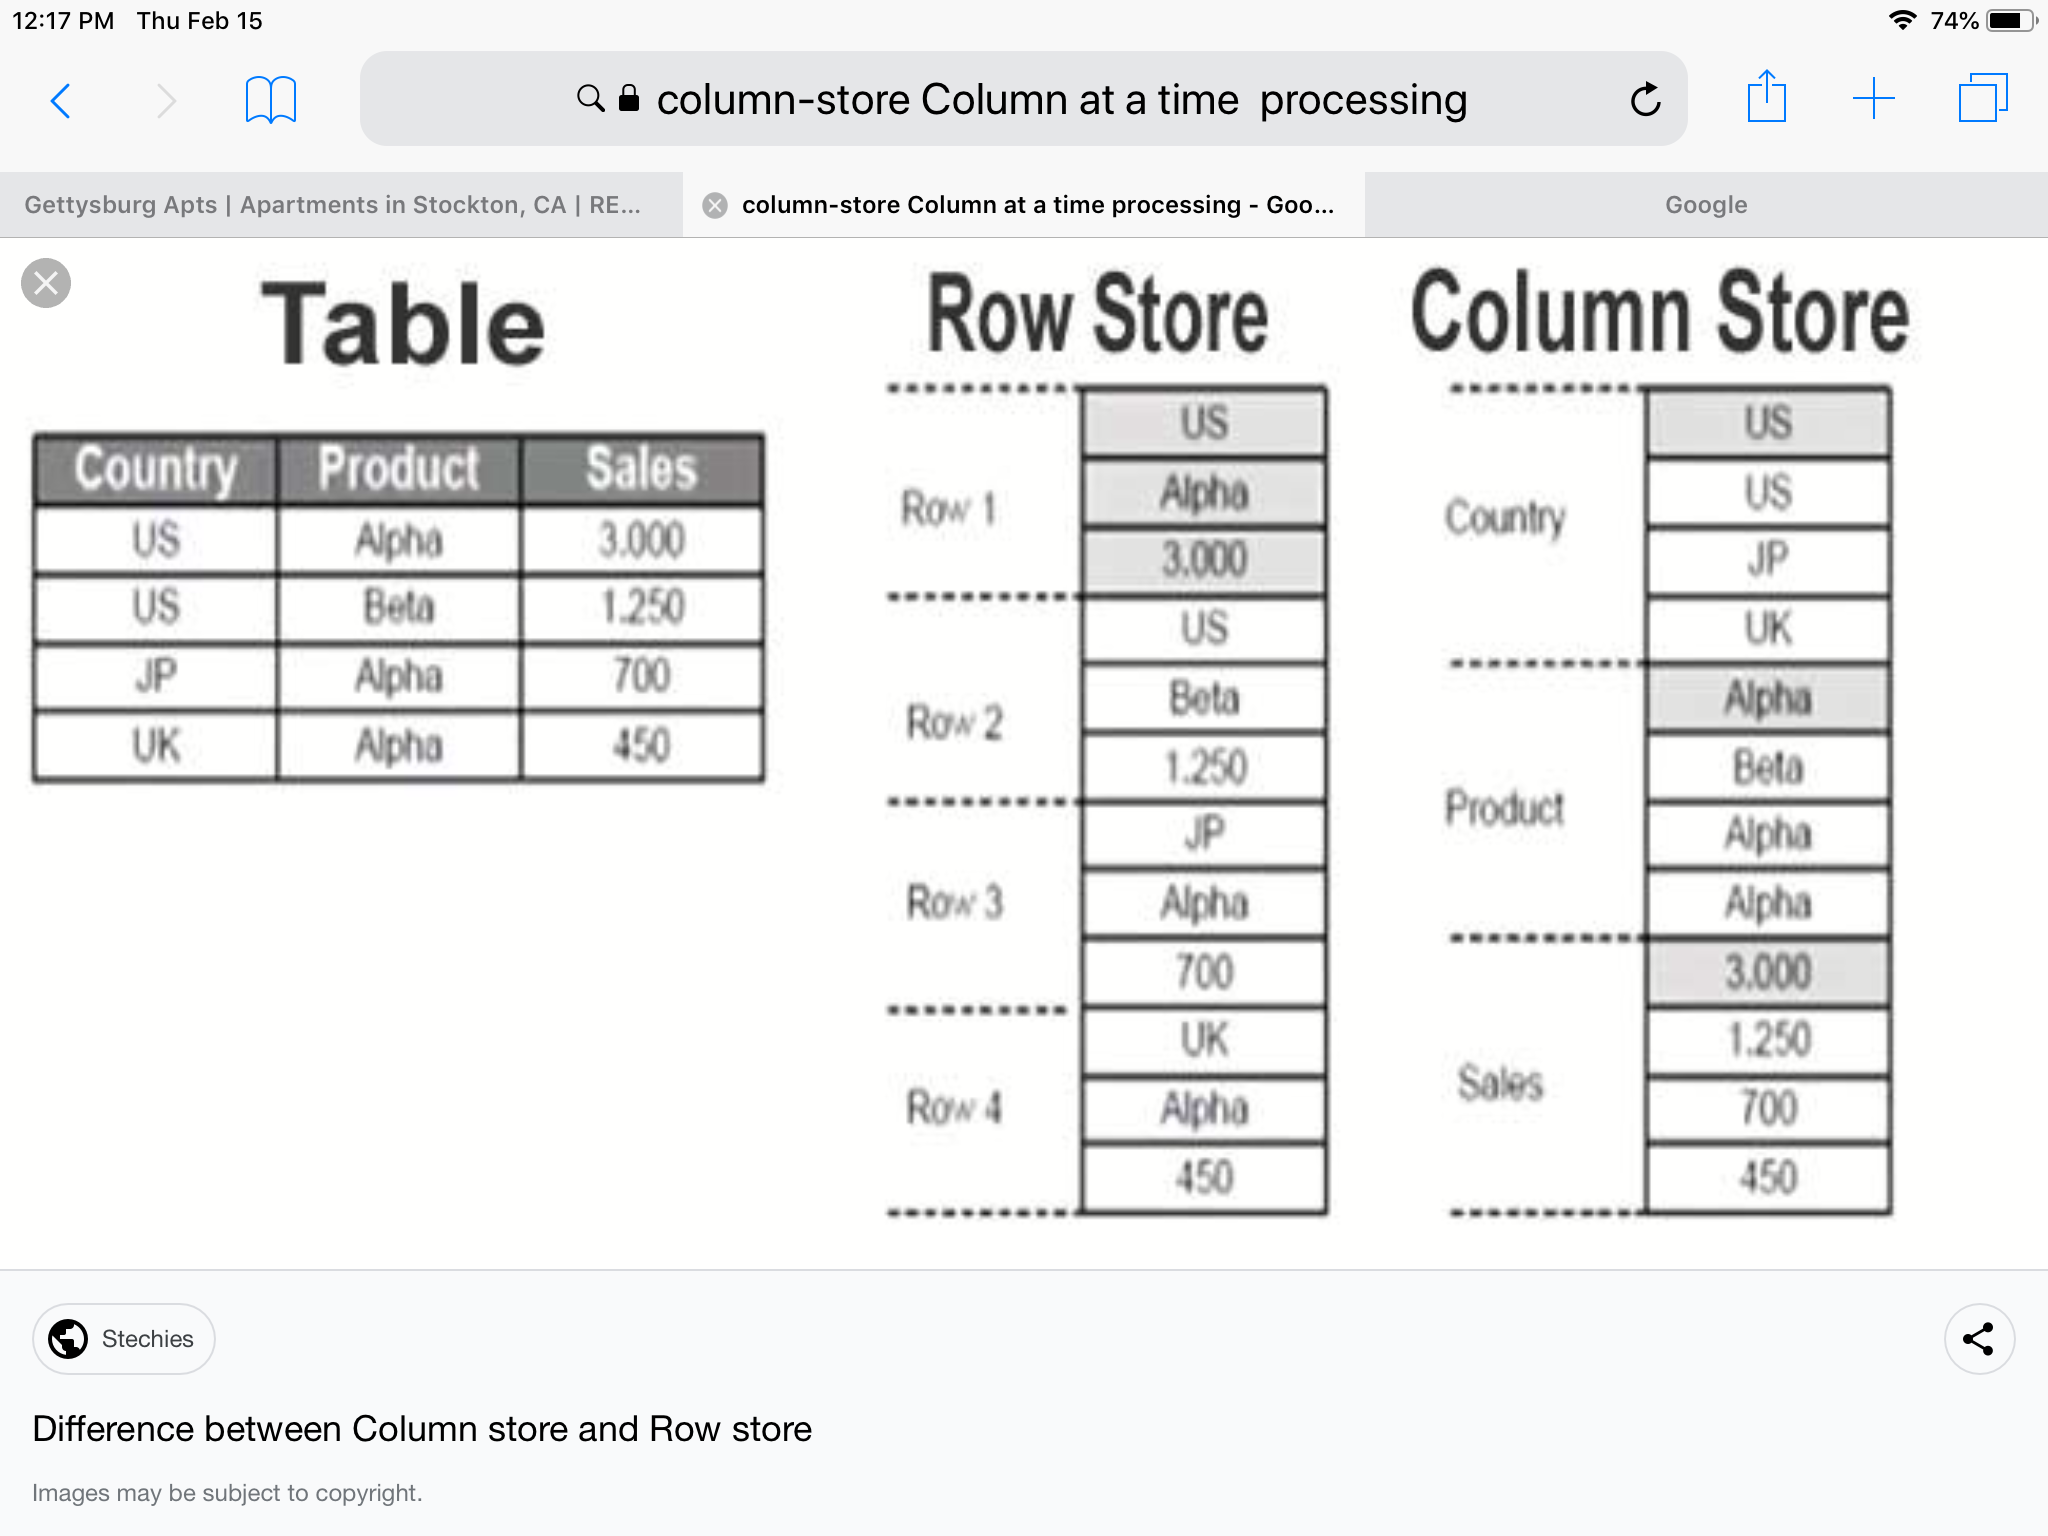 12:17 PM Thu Feb 15
74%
column-store Column at a time processing
Gettysburg Apts | Apartments in Stockton, CA | RE...
column-store Column at a time processing - Goo...
Google
Table
Country Product Sales
US Alpha 3.000
US Beta 1.250
JP Alpha 700
UK Alpha 450
Row Store
Row 1
US
Alpha
3.000
Row 2
US
Beta
1.250
Row 3
JP
Alpha
700
Row 4
UK
Alpha
450
Column Store
Country
US
US
JP
UK
Product
Alpha
Beta
Alpha
Alpha
Sales
3.000
1.250
700
450
Stechies
Difference between Column store and Row store
Images may be subject to copyright.